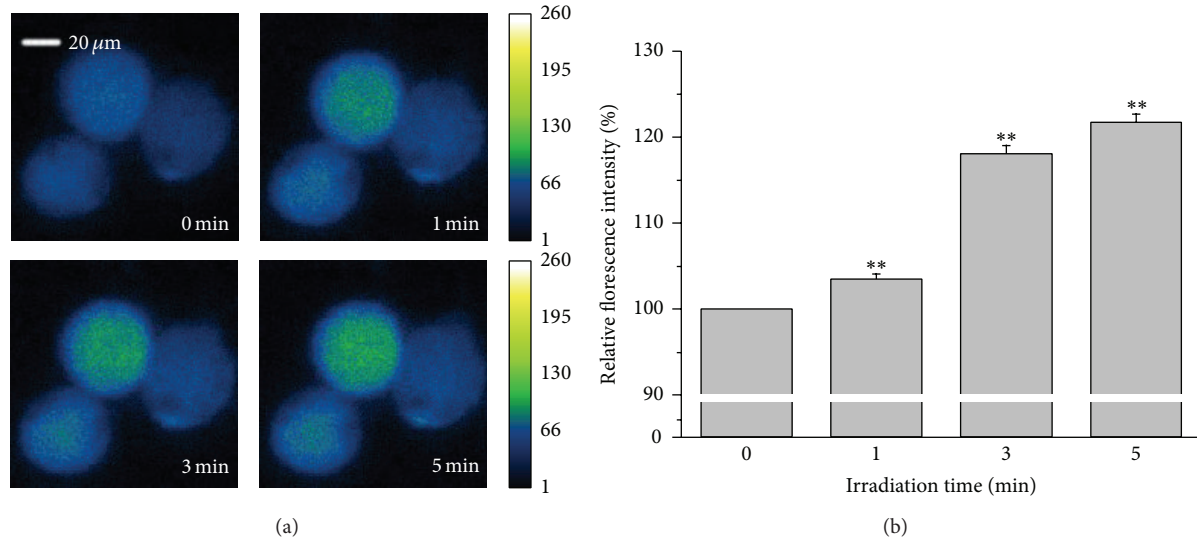 20 μm
0 min
1 min
260
195
130
66
1
3 min
5 min
260
195
130
66
1
(a)
Relative florescence intensity (%)
130
120
110
100
90
0
**
**
**
0 1 3 5
Irradiation time (min)
(b)